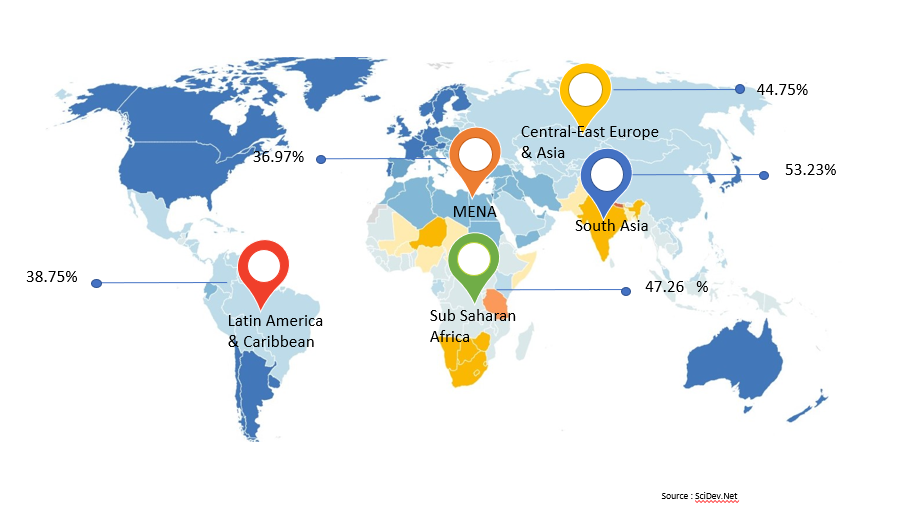 44.75%
Central-East Europe
& Asia
36.97%
53.23%
MENA
South Asia
38.75%
47.26 %
Latin America
& Caribbean
Sub Saharan
Africa
Source : SciDev.Net